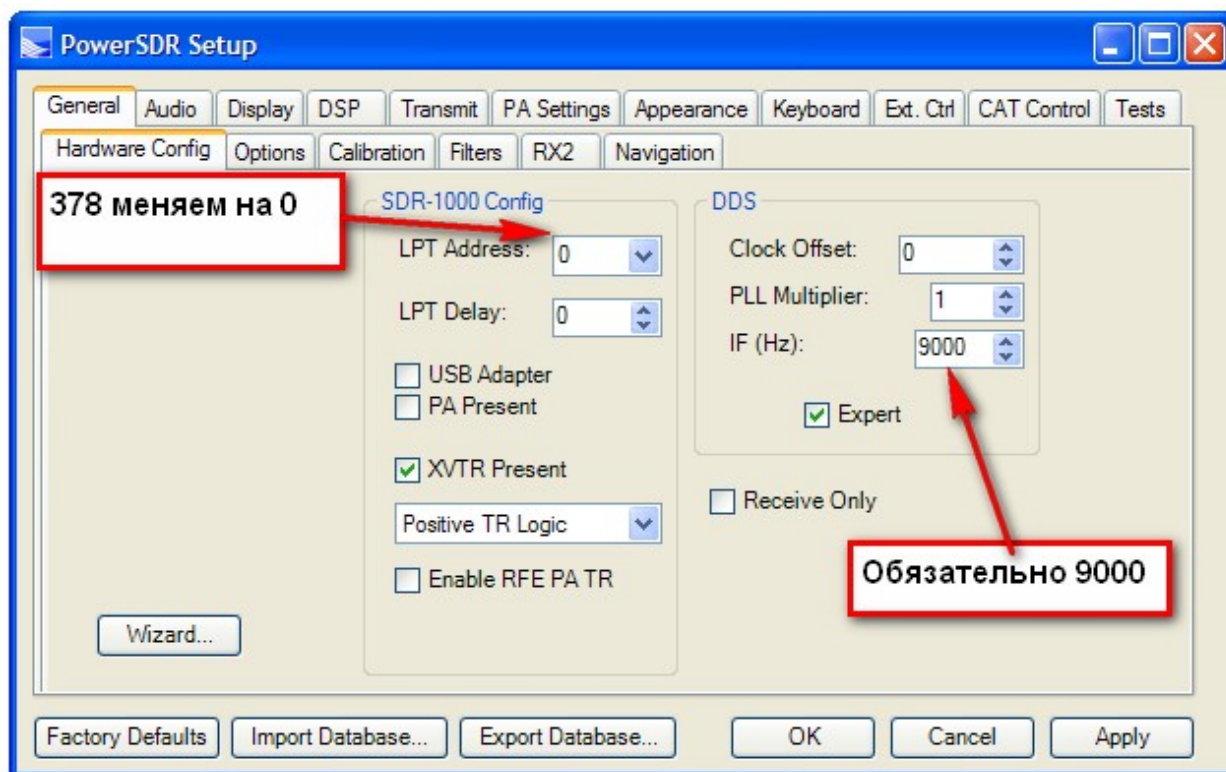 PowerSDR Setup
General Audio Display DSP Transmit PA Settings Appearance Keyboard Ext. Ctrl CAT Control Tests
Hardware Config Options Calibration Filters RX2 Navigation
378 меняем на 0
SDR-1000 Config
LPT Address: 0
LPT Delay: 0
USB Adapter
PA Present
XVTR Present
Positive TR Logic
Enable RFE PA TR
DDS
Clock Offset: 0
PLL Multiplier: 1
IF (Hz): 9000
Expert
Receive Only
Обязательно 9000
Wizard...
Factory Defaults Import Database... Export Database... OK Cancel Apply